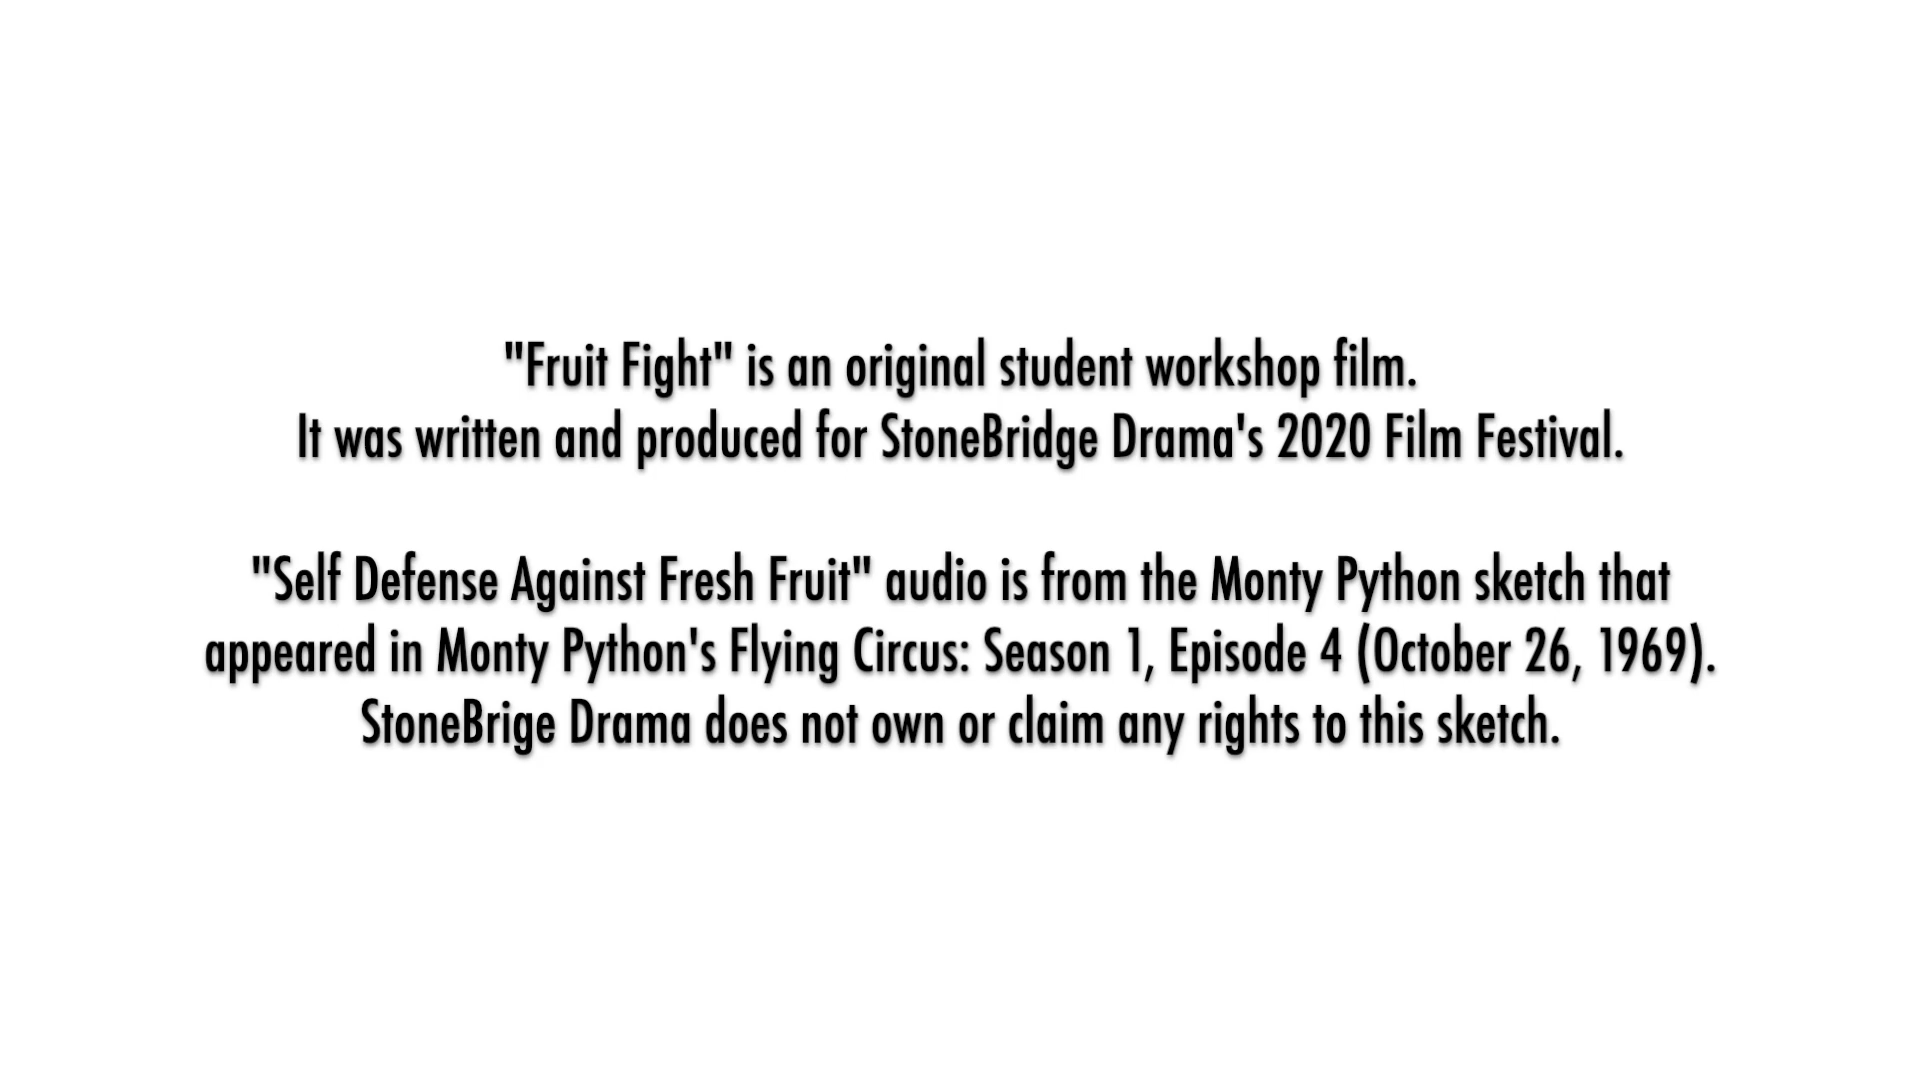 "Fruit Fight" is an original student workshop film.
It was written and produced for StoneBridge Drama's 2020 Film Festival.
"Self Defense Against Fresh Fruit" audio is from the Monty Python sketch that
appeared in Monty Python's Flying Circus: Season 1, Episode 4 (October 26, 1969).
StoneBrige Drama does not own or claim any rights to this sketch.